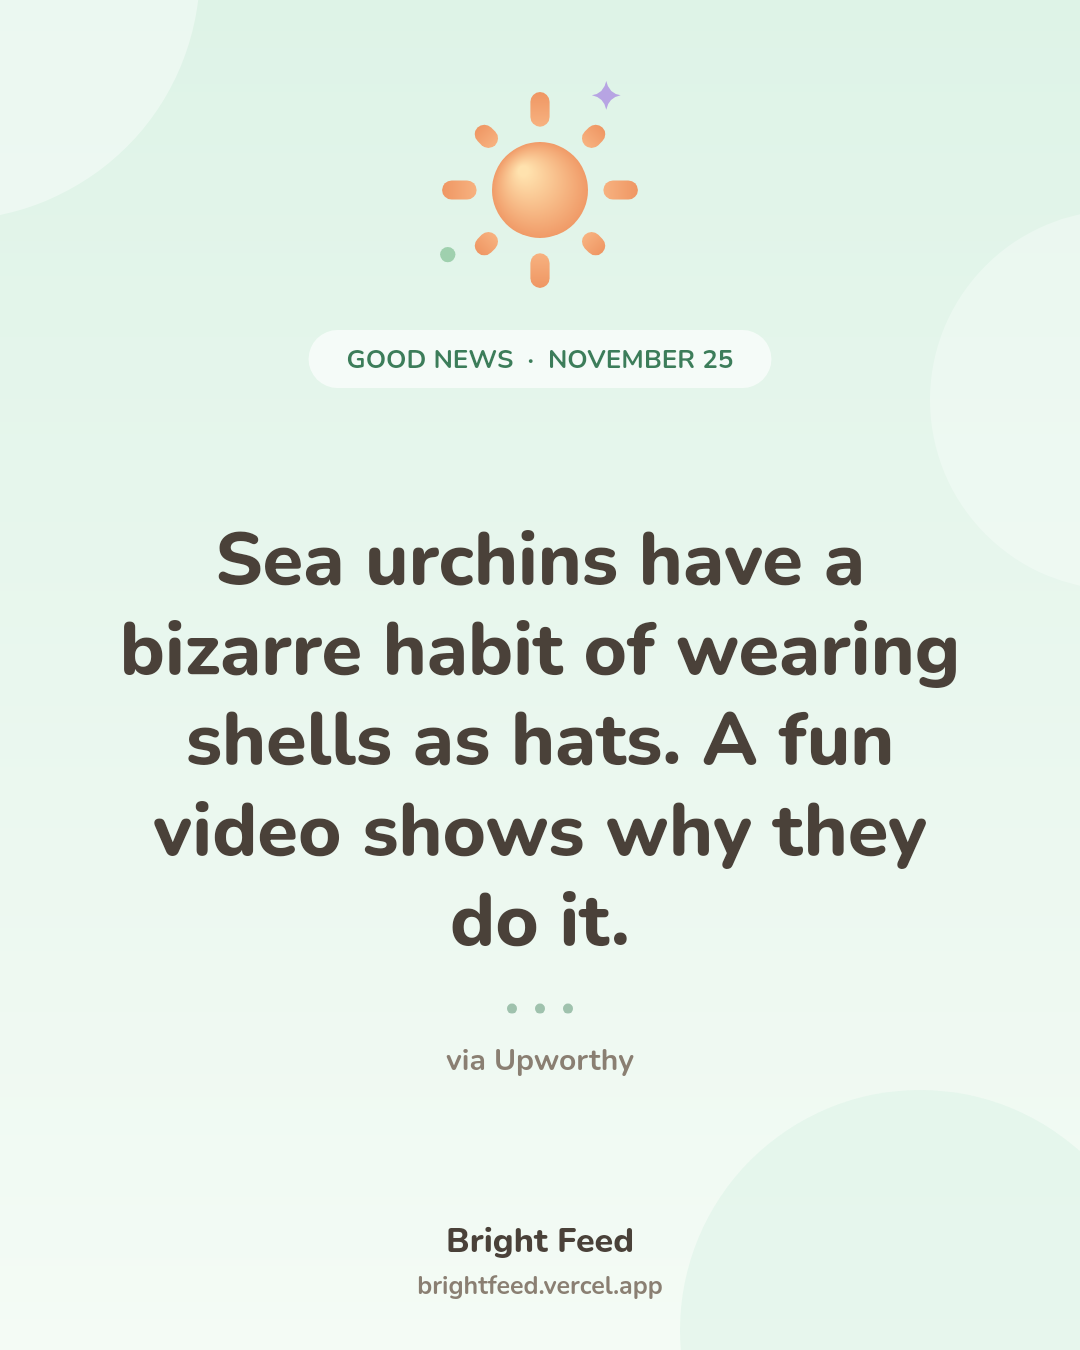 GOOD NEWS · NOVEMBER 25
Sea urchins have a
bizarre habit of wearing
shells as hats. A fun
video shows why they
do it.
via Upworthy
Bright Feed
brightfeed.vercel.app